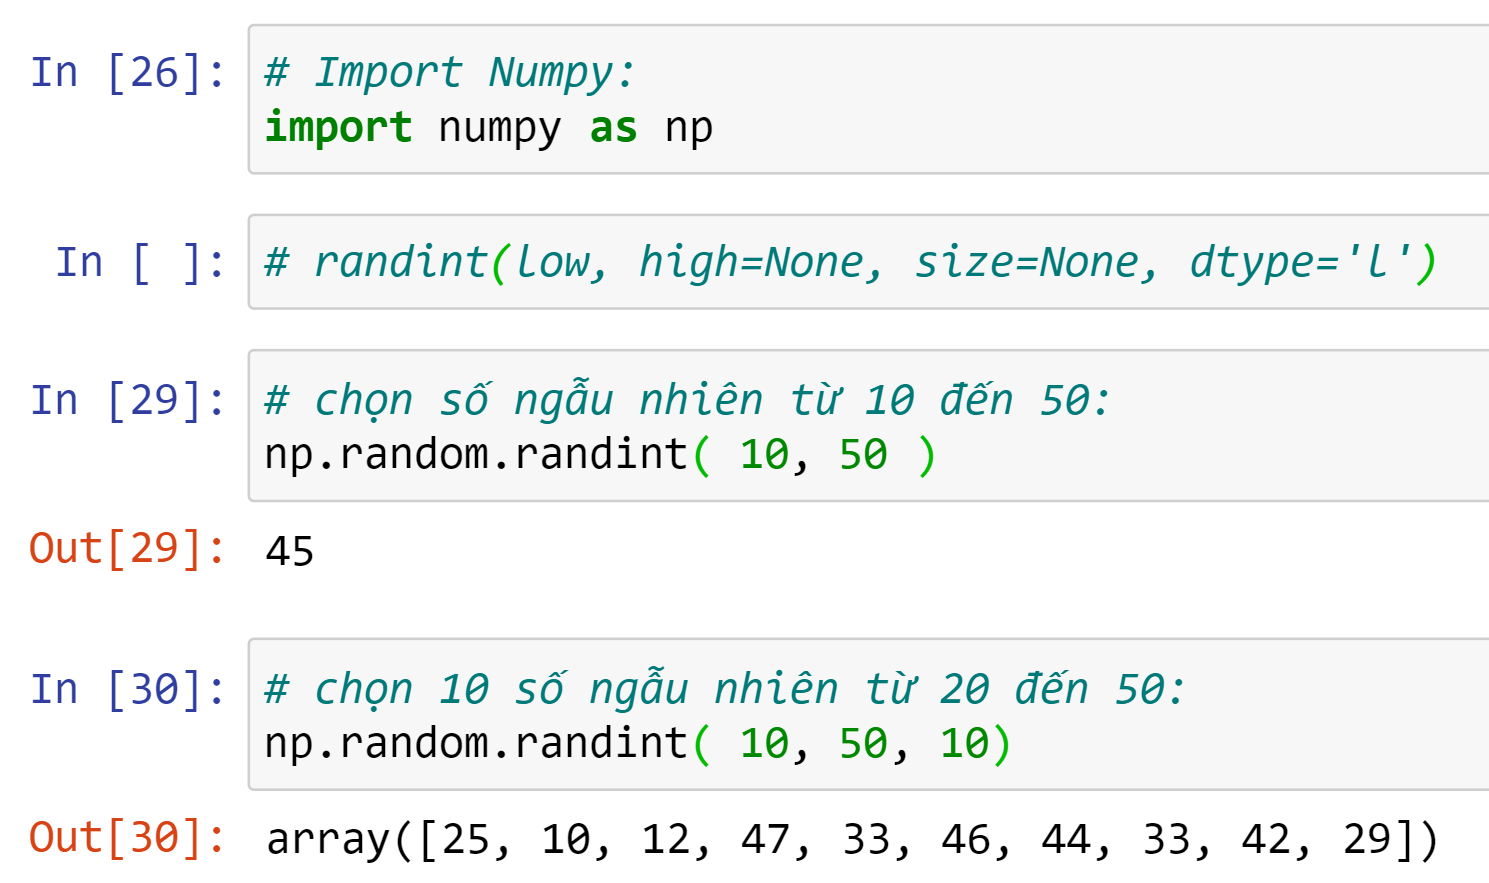 In [26]: # Import Numpy:
import numpy as np
In [ ]: # randint(low, high=None, size=None, dtype='l')
In [29]: # chọn số ngẫu nhiên từ 10 đến 50:
np.random.randint( 10, 50 )
Out[29]: 45
In [30]: # chọn 10 số ngẫu nhiên từ 20 đến 50:
np.random.randint( 10, 50, 10)
Out[30]: array([25, 10, 12, 47, 33, 46, 44, 33, 42, 29])